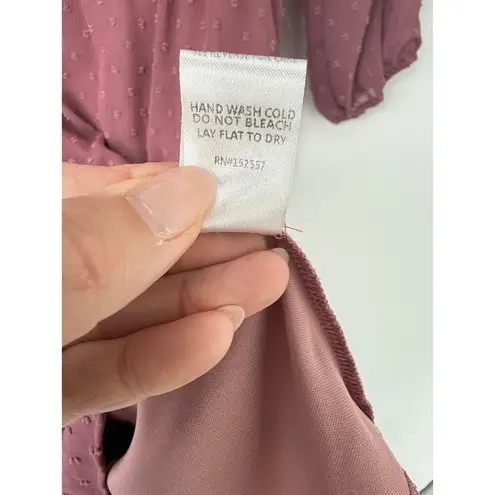 HAND WASH COLD
DO NOT BLEACH
LAY FLAT TO DRY
RN#152557